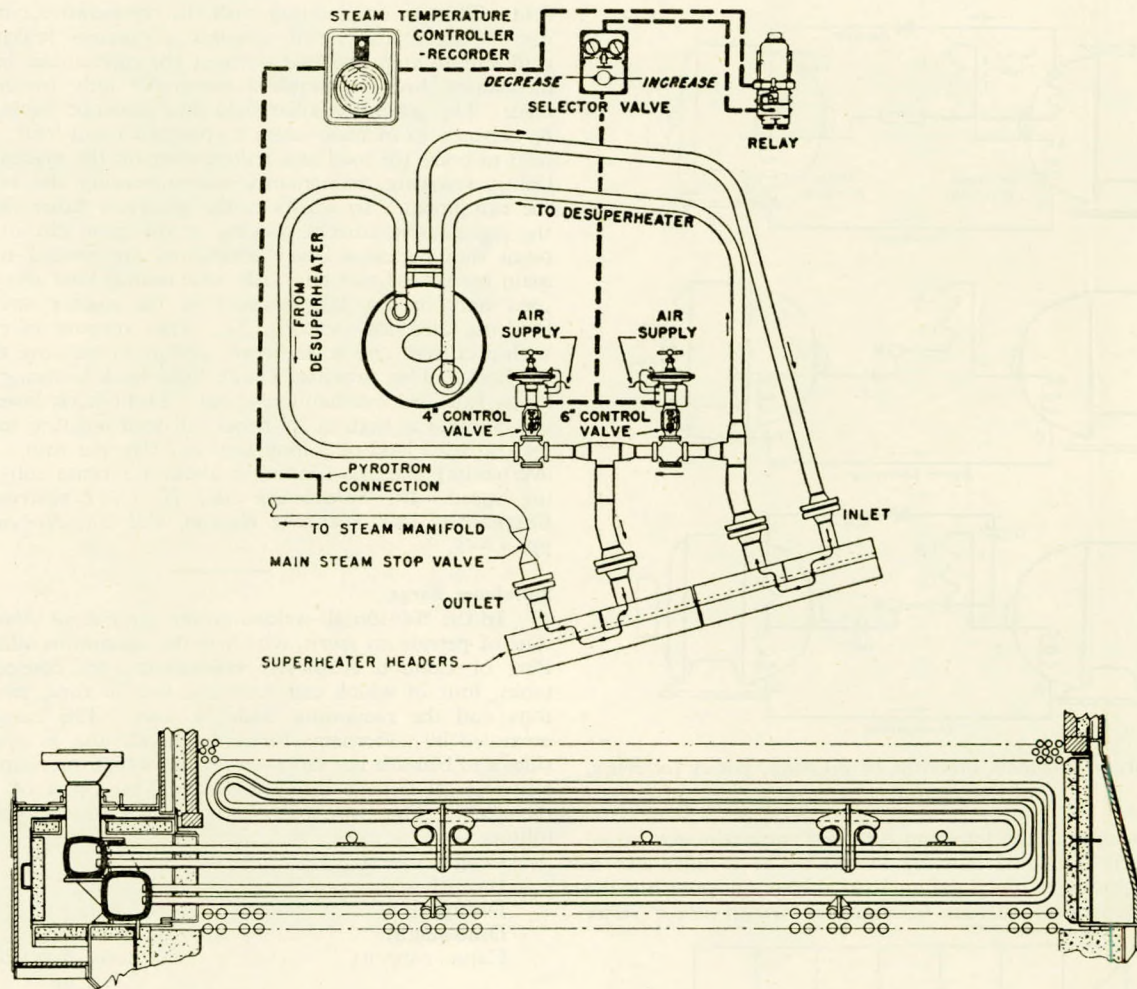 STEAM TEMPERATURE
CONTROLLER
-RECORDER
DECREASE
INCREASE
SELECTOR VALVE
RELAY
TO DESUPERHEATER
FROM
DESUPERHEATER
AIR
SUPPLY
AIR
SUPPLY
4" CONTROL
VALVE
6" CONTROL
VALVE
PYROTRON
CONNECTION
TO STEAM MANIFOLD
INLET
MAIN STEAM STOP VALVE
OUTLET
SUPERHEATER HEADERS